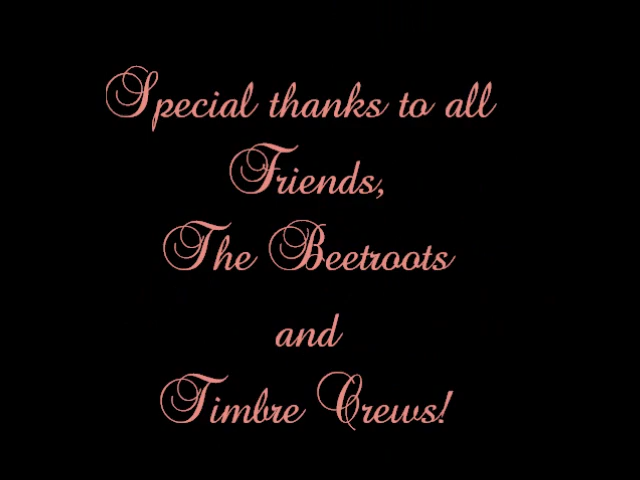 Special thanks to all
Friends,
The Beetroots
and
Timbre Crews!